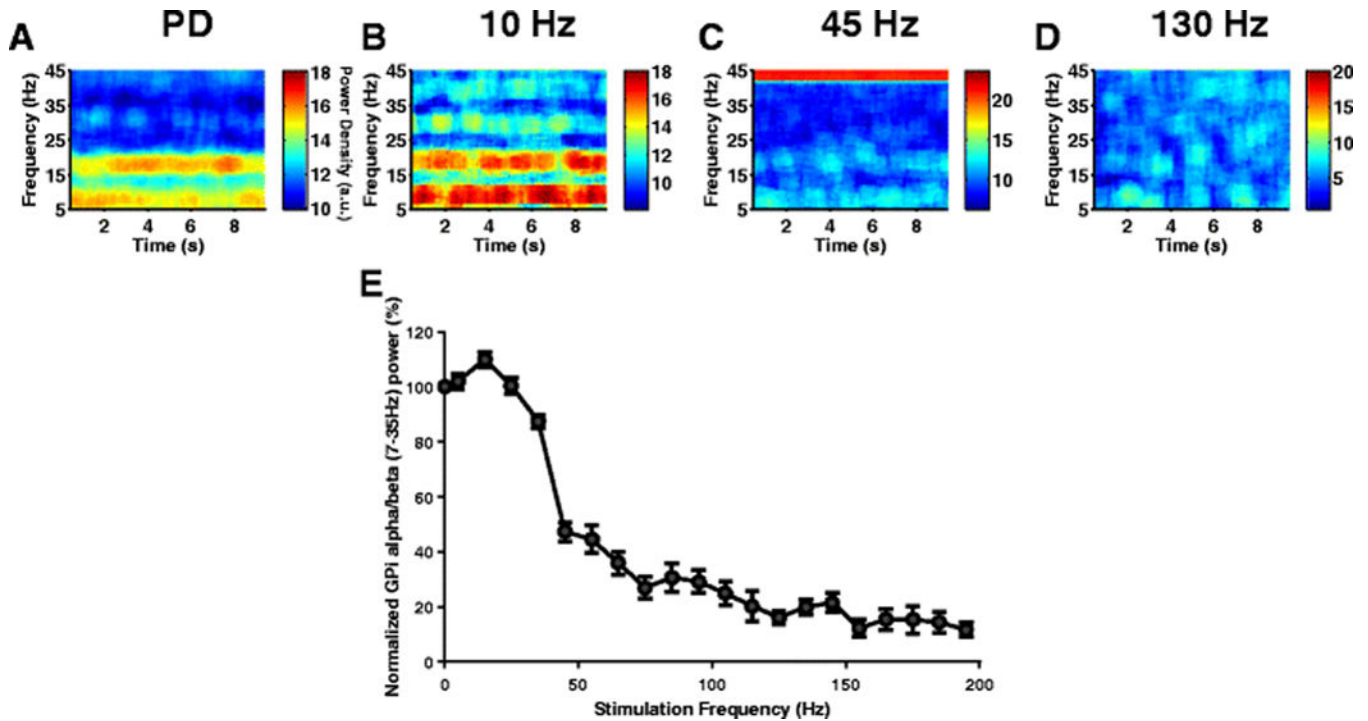 A PD
B 10 Hz
C 45 Hz
D 130 Hz
Frequency (Hz)
45
35
25
15
5
2 4 6 8
Time (s)
18
16
14
12
10
Power Density (a.u.)
Frequency (Hz)
45
35
25
15
5
2 4 6 8
Time (s)
18
16
14
12
10
Frequency (Hz)
45
35
25
15
5
2 4 6 8
Time (s)
20
15
10
Frequency (Hz)
45
35
25
15
5
2 4 6 8
Time (s)
20
15
10
5
E
Normalized GPi alpha/beta (7-35Hz) power (%)
120
100
80
60
40
20
0
0 50 100 150 200
Stimulation Frequency (Hz)